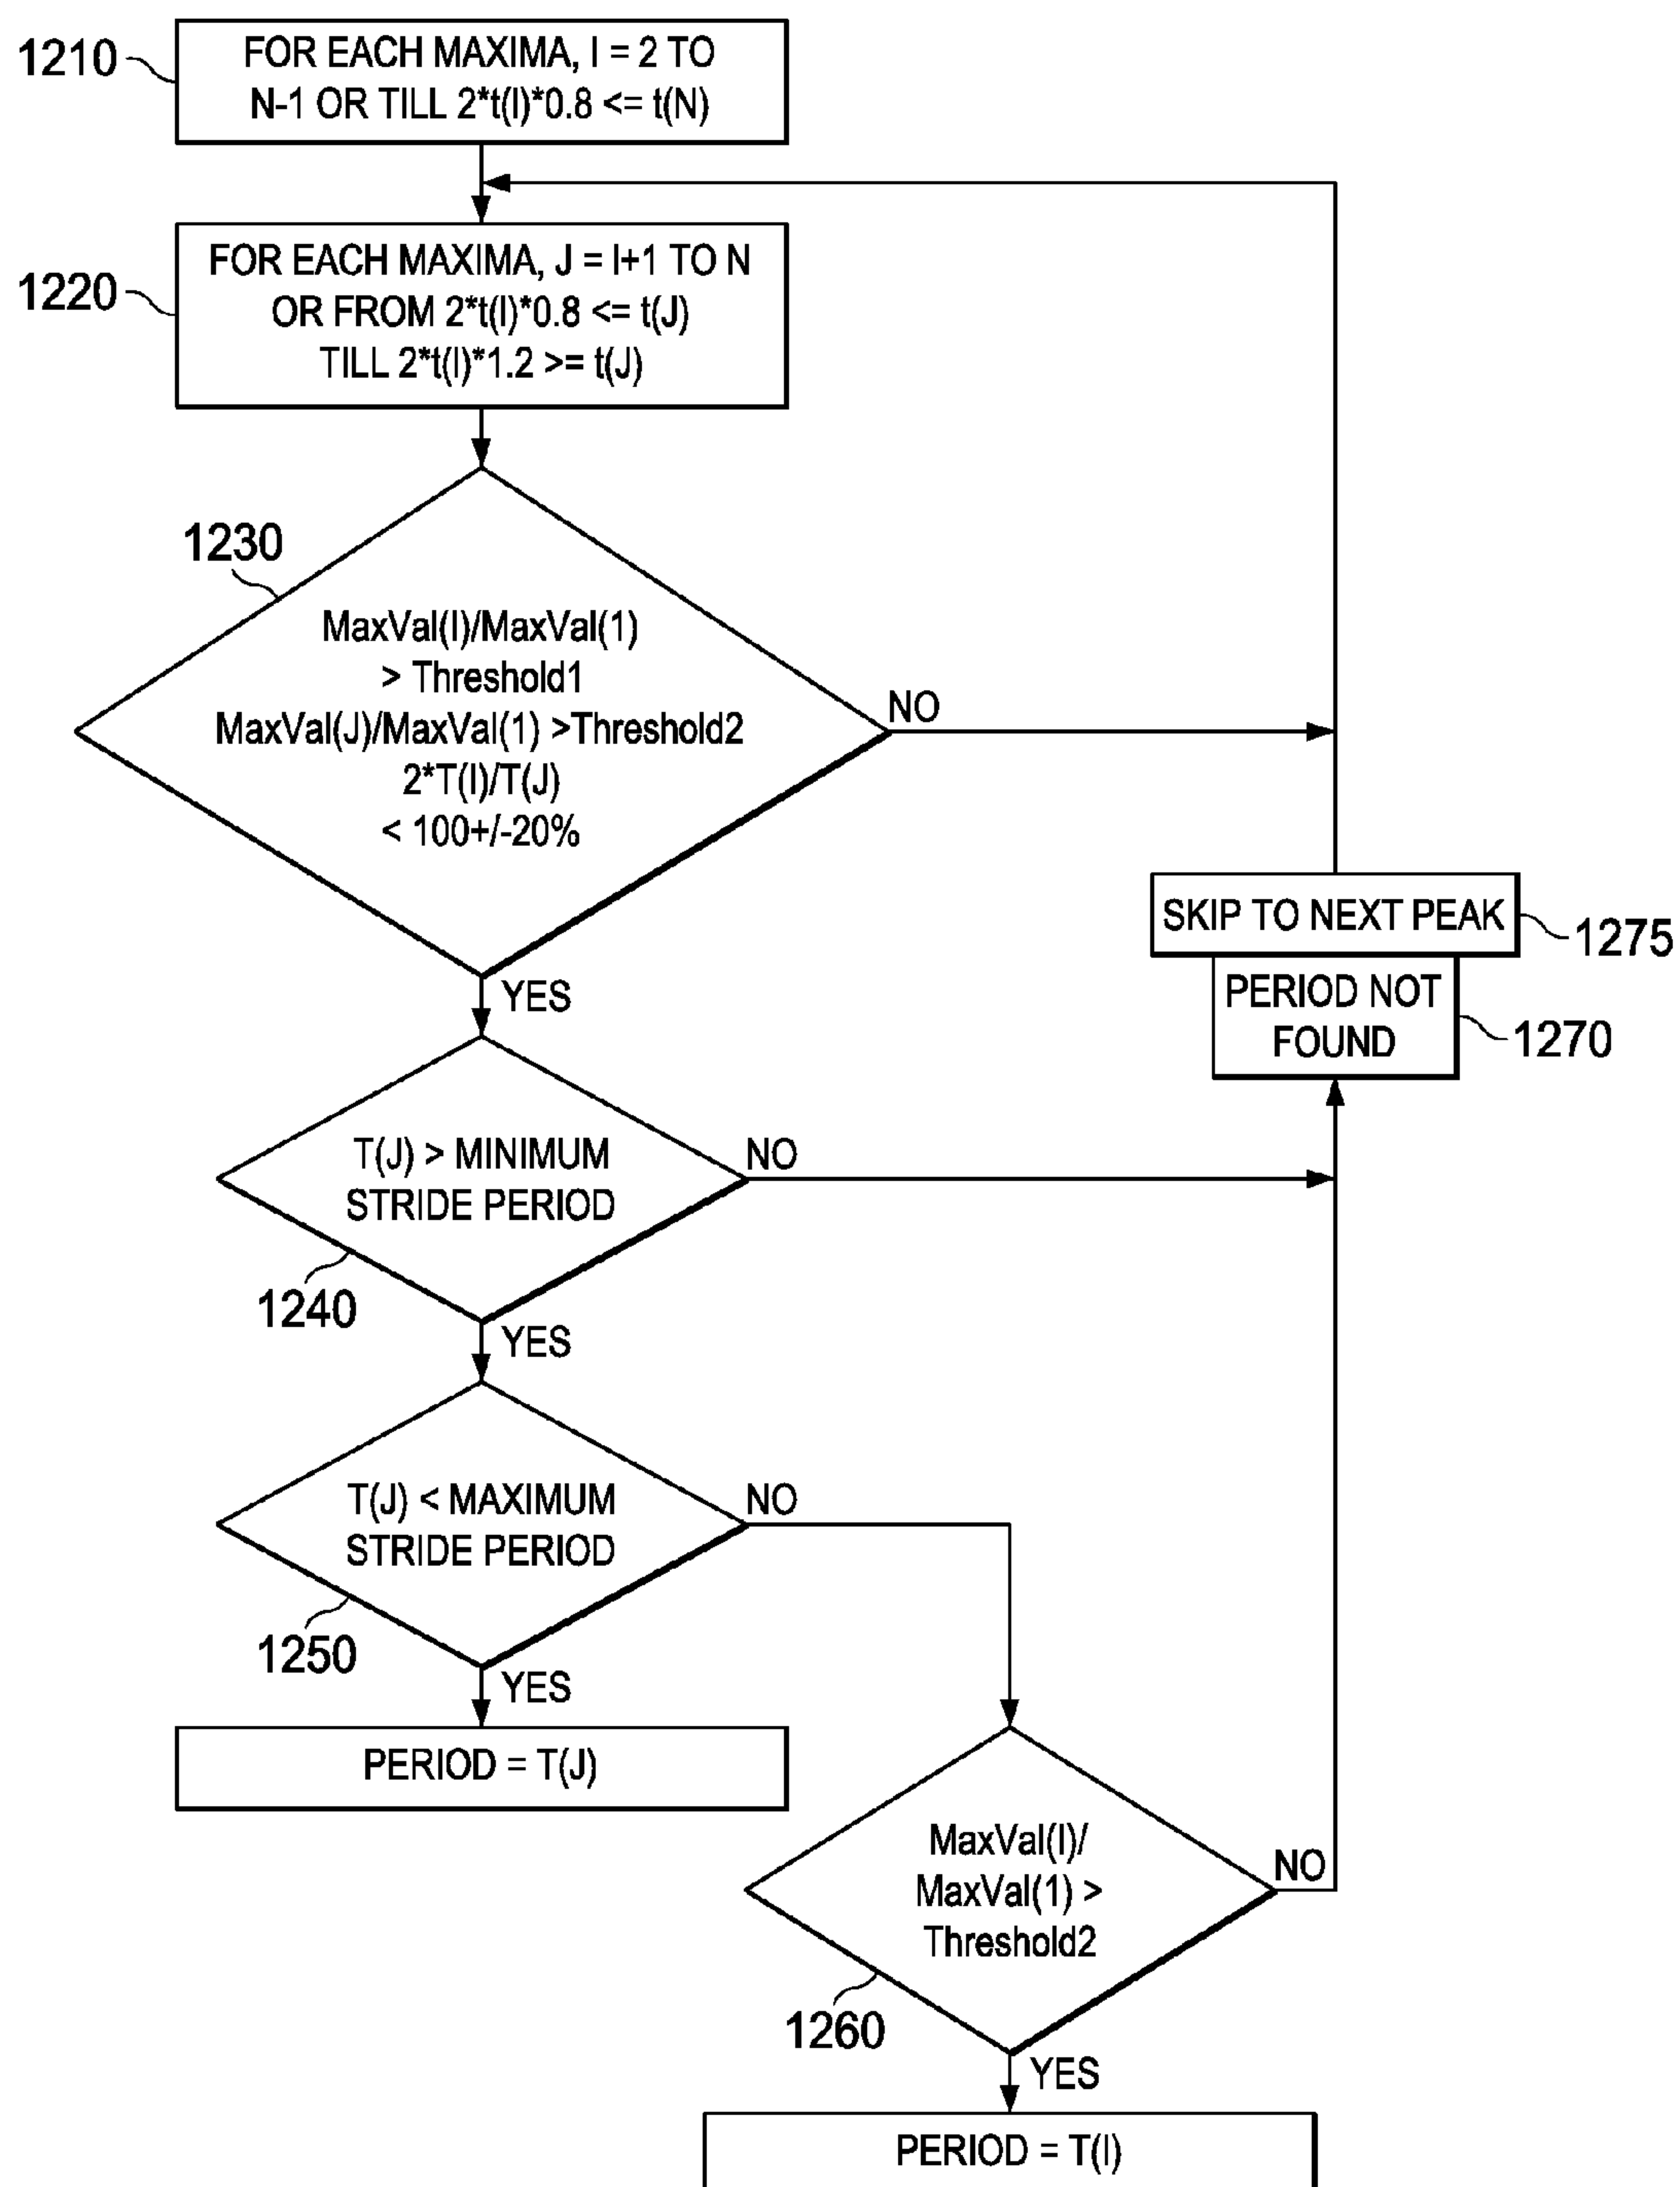 1210
FOR EACH MAXIMA, I = 2 TO
N-1 OR TILL 2*t(I)*0.8 <= t(N)
1220
FOR EACH MAXIMA, J = I+1 TO N
OR FROM 2*t(I)*0.8 <= t(J)
TILL 2*t(I)*1.2 >= t(J)
1230
MaxVal(I)/MaxVal(1)
> Threshold1
MaxVal(J)/MaxVal(1) >Threshold2
2*T(I)/T(J)
< 100+/-20%
NO
YES
SKIP TO NEXT PEAK
1275
PERIOD NOT
FOUND
1270
T(J) > MINIMUM
STRIDE PERIOD
NO
1240
YES
T(J) < MAXIMUM
STRIDE PERIOD
NO
1250
YES
PERIOD = T(J)
MaxVal(I)/
MaxVal(1) >
Threshold2
NO
1260
YES
PERIOD = T(I)